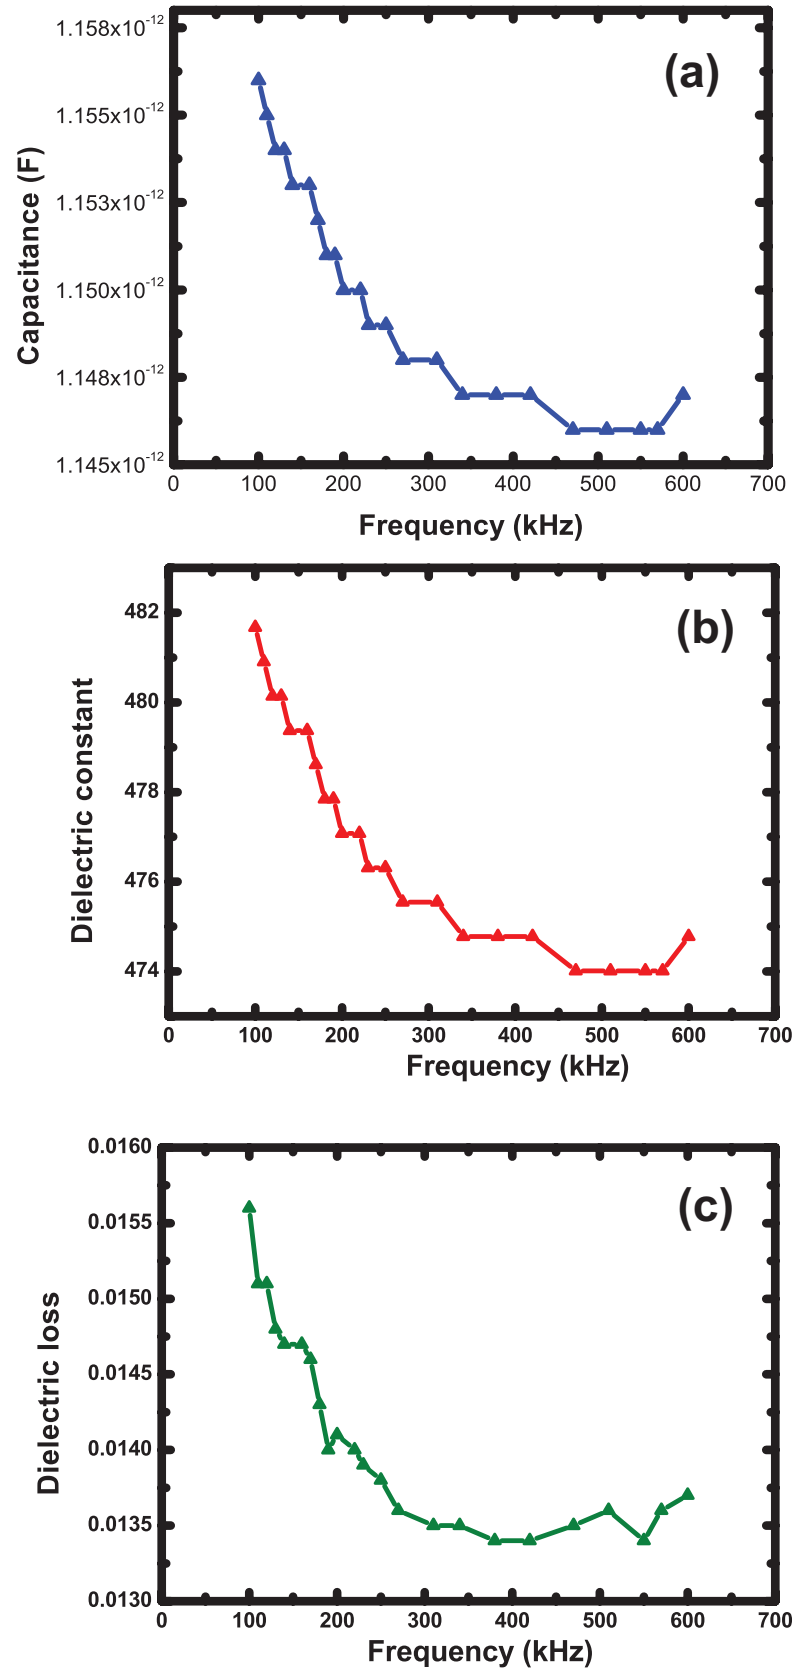 (a)
1.158x10⁻¹²
1.155x10⁻¹²
1.153x10⁻¹²
1.150x10⁻¹²
1.148x10⁻¹²
1.145x10⁻¹²
Capacitance (F)
0 100 200 300 400 500 600 700
Frequency (kHz)
(b)
482
480
478
476
474
Dielectric constant
0 100 200 300 400 500 600 700
Frequency (kHz)
(c)
0.0160
0.0155
0.0150
0.0145
0.0140
0.0135
0.0130
Dielectric loss
0 100 200 300 400 500 600 700
Frequency (kHz)